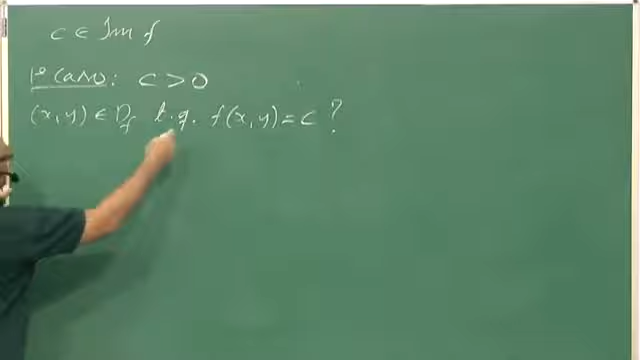 c ∈ Im f
1º Caso: c > 0
(x, y) ∈ D_f t.q. f(x, y) = c ?